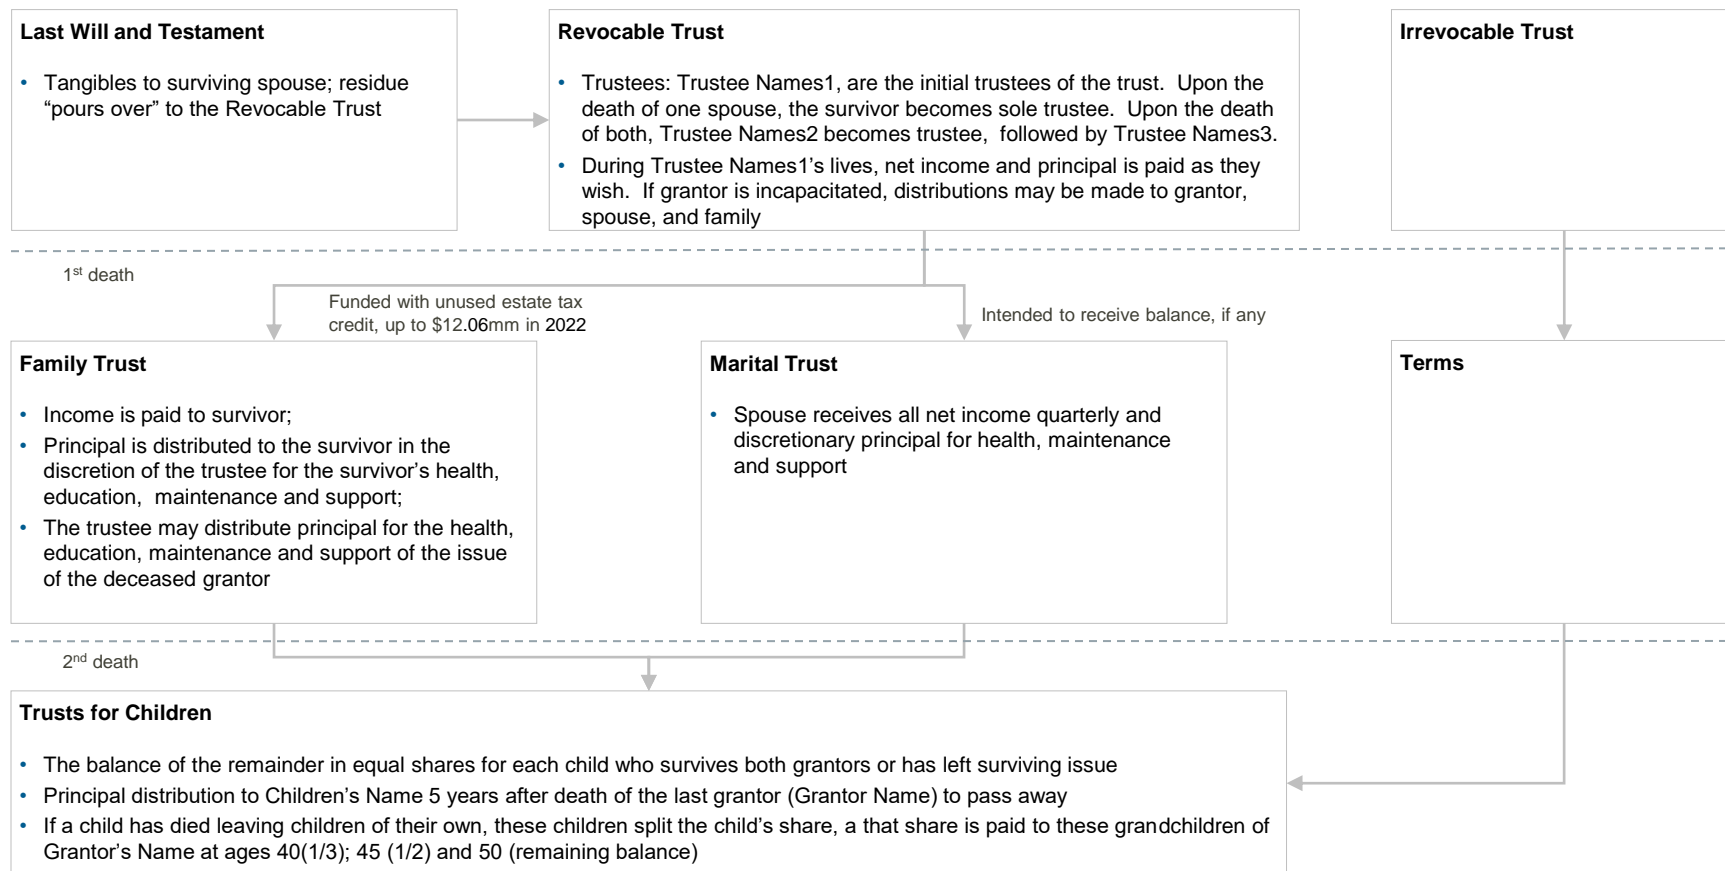 Last Will and Testament
• Tangibles to surviving spouse; residue
“pours over” to the Revocable Trust
Revocable Trust
• Trustees: Trustee Names1, are the initial trustees of the trust.  Upon the
death of one spouse, the survivor becomes sole trustee.  Upon the death
of both, Trustee Names2 becomes trustee,  followed by Trustee Names3.
• During Trustee Names1’s lives, net income and principal is paid as they
wish.  If grantor is incapacitated, distributions may be made to grantor,
spouse, and family
Irrevocable Trust
1st death
Funded with unused estate tax
credit, up to $12.06mm in 2022
Intended to receive balance, if any
Family Trust
• Income is paid to survivor;
• Principal is distributed to the survivor in the
discretion of the trustee for the survivor’s health,
education,  maintenance and support;
• The trustee may distribute principal for the health,
education, maintenance and support of the issue
of the deceased grantor
Marital Trust
• Spouse receives all net income quarterly and
discretionary principal for health, maintenance
and support
Terms
2nd death
Trusts for Children
• The balance of the remainder in equal shares for each child who survives both grantors or has left surviving issue
• Principal distribution to Children’s Name 5 years after death of the last grantor (Grantor Name) to pass away
• If a child has died leaving children of their own, these children split the child’s share, a that share is paid to these grandchildren of
Grantor’s Name at ages 40(1/3); 45 (1/2) and 50 (remaining balance)